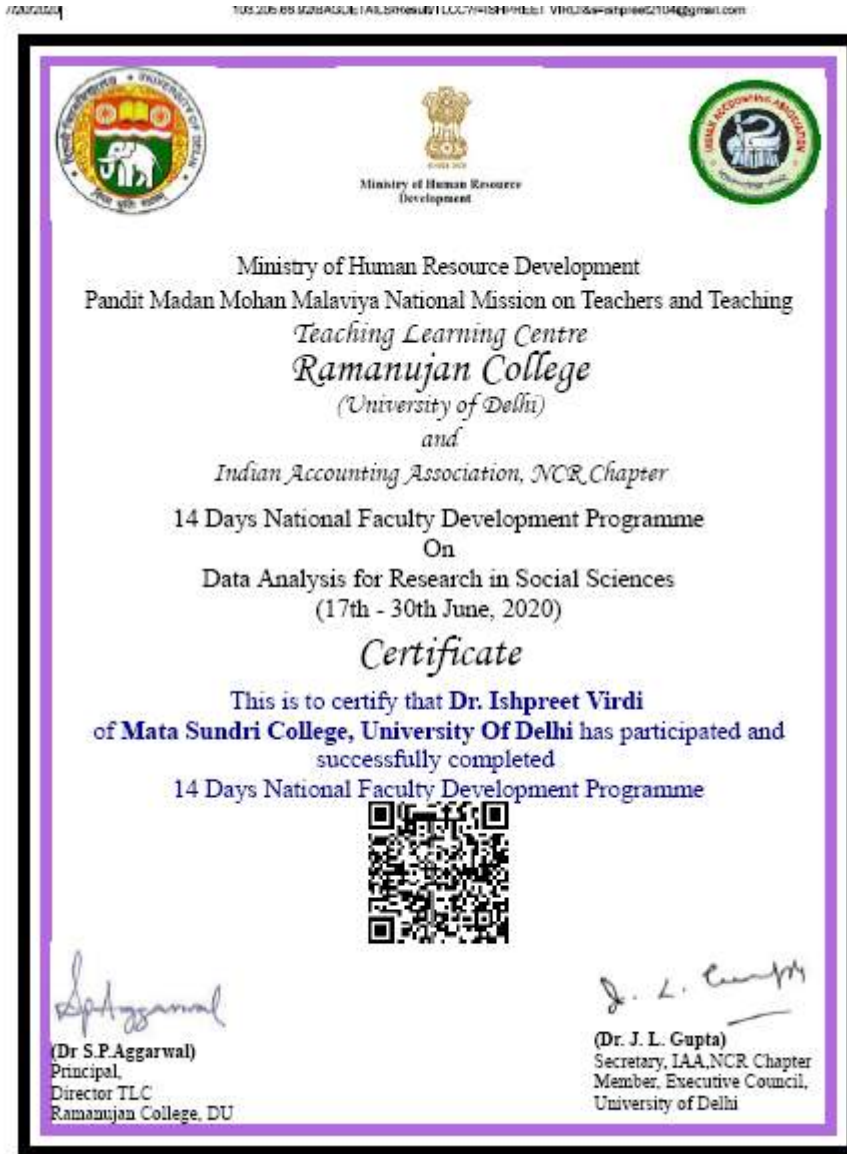 7/20/2020
Ministry of Human Resource
Development
Ministry of Human Resource Development
Pandit Madan Mohan Malaviya National Mission on Teachers and Teaching
Teaching Learning Centre
Ramanujan College
(University of Delhi)
and
Indian Accounting Association, NCR Chapter
14 Days National Faculty Development Programme
On
Data Analysis for Research in Social Sciences
(17th - 30th June, 2020)
Certificate
This is to certify that Dr. Ishpreet Virdi
of Mata Sundri College, University Of Delhi has participated and
successfully completed
14 Days National Faculty Development Programme
SpAggarwal
J. L. Gupta
(Dr S.P.Aggarwal)
Principal,
Director TLC
Ramanujan College, DU
(Dr. J. L. Gupta)
Secretary, IAA,NCR Chapter
Member, Executive Council,
University of Delhi